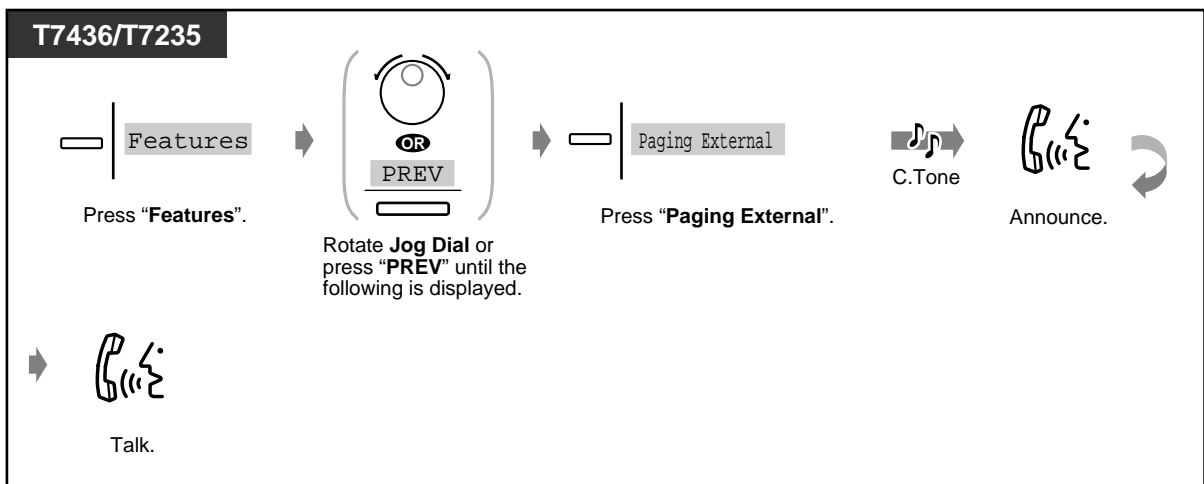 T7436/T7235
Features
OR
PREV
Paging External
C.Tone
Press “Features”.
Rotate Jog Dial or
press “PREV” until the
following is displayed.
Press “Paging External”.
Announce.
Talk.